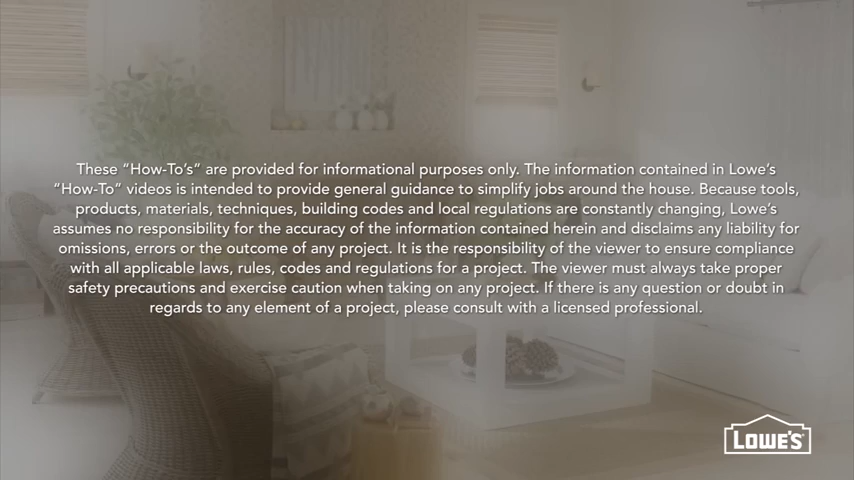 These “How-To’s” are provided for informational purposes only. The information contained in Lowe’s
“How-To” videos is intended to provide general guidance to simplify jobs around the house. Because tools,
products, materials, techniques, building codes and local regulations are constantly changing, Lowe’s
assumes no responsibility for the accuracy of the information contained herein and disclaims any liability for
omissions, errors or the outcome of any project. It is the responsibility of the viewer to ensure compliance
with all applicable laws, rules, codes and regulations for a project. The viewer must always take proper
safety precautions and exercise caution when taking on any project. If there is any question or doubt in
regards to any element of a project, please consult with a licensed professional.
LOWE’S